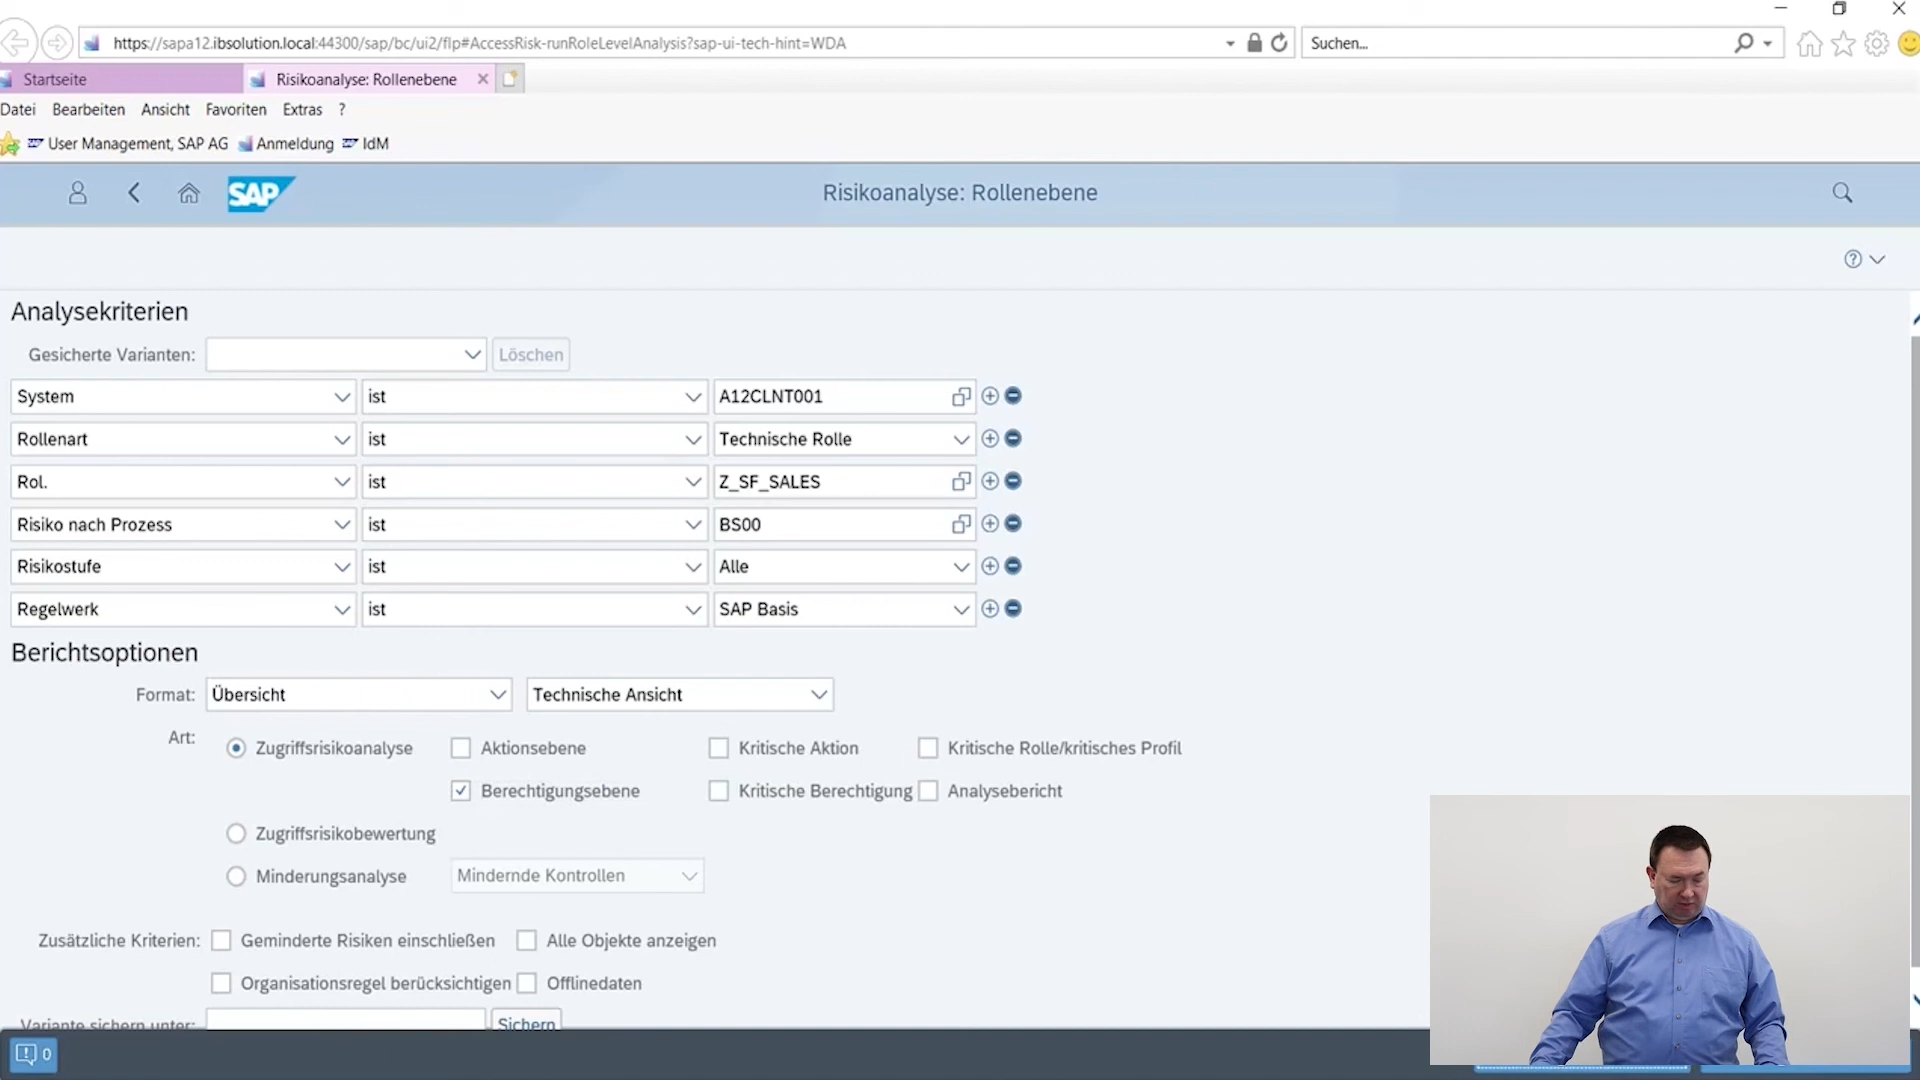 https://sapa12.ibsolution.local:44300/sap/bc/ui2/flp#AccessRisk-runRoleLevelAnalysis?sap-ui-tech-hint=WDA
Suchen...
Startseite
Risikoanalyse: Rollenebene
Datei Bearbeiten Ansicht Favoriten Extras ?
User Management, SAP AG Anmeldung IdM
SAP Risikoanalyse: Rollenebene
Analysekriterien
Gesicherte Varianten: Löschen
System ist A12CLNT001
Rollenart ist Technische Rolle
Rol. ist Z_SF_SALES
Risiko nach Prozess ist BS00
Risikostufe ist Alle
Regelwerk ist SAP Basis
Berichtsoptionen
Format: Übersicht Technische Ansicht
Art: Zugriffsrisikoanalyse Aktionsebene Kritische Aktion Kritische Rolle/kritisches Profil
Berechtigungsebene Kritische Berechtigung Analysebericht
Zugriffsrisikobewertung
Minderungsanalyse Mindernde Kontrollen
Zusätzliche Kriterien: Geminderte Risiken einschließen Alle Objekte anzeigen
Organisationsregel berücksichtigen Offlinedaten
Variante sichern unter: Sichern
0